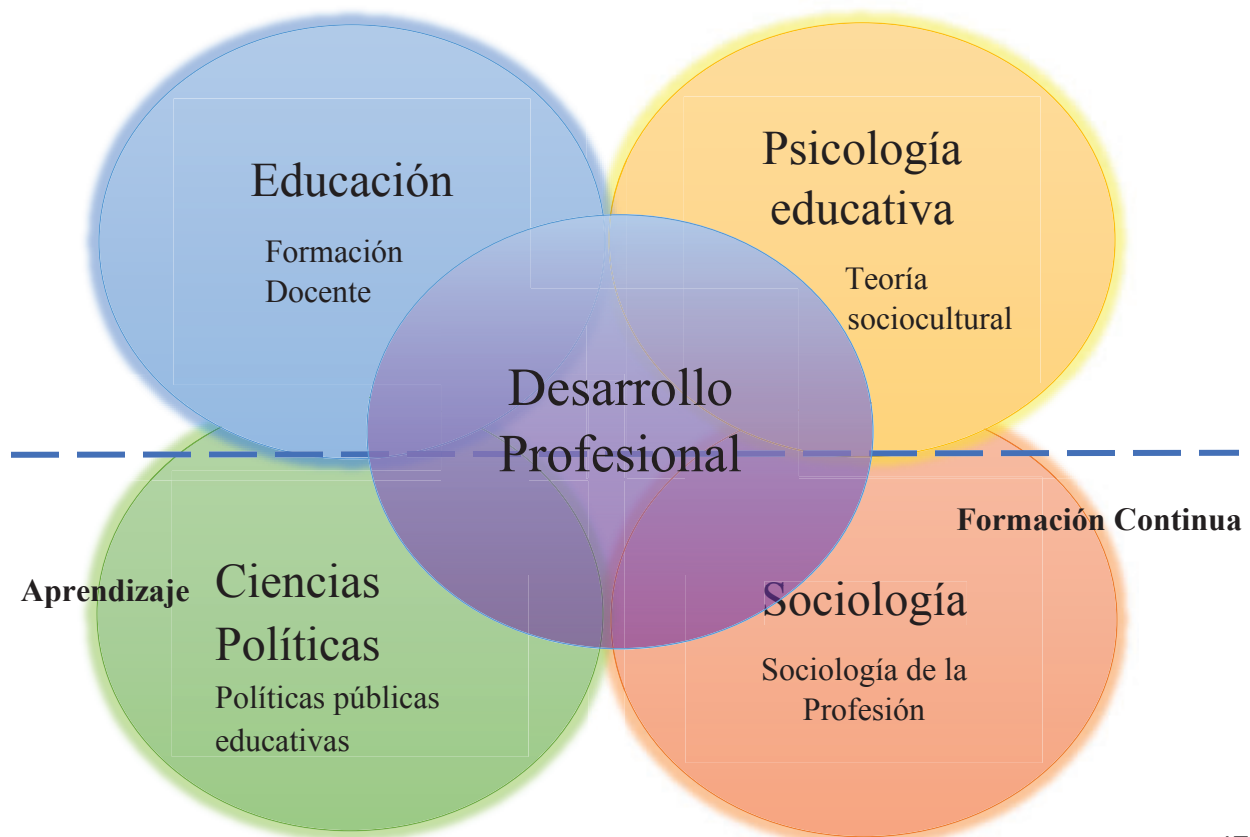 Educación
Formación
Docente
Psicología
educativa
Teoría
sociocultural
Desarrollo
Profesional
Formación Continua
Aprendizaje
Ciencias
Políticas
Políticas públicas
educativas
Sociología
Sociología de la
Profesión